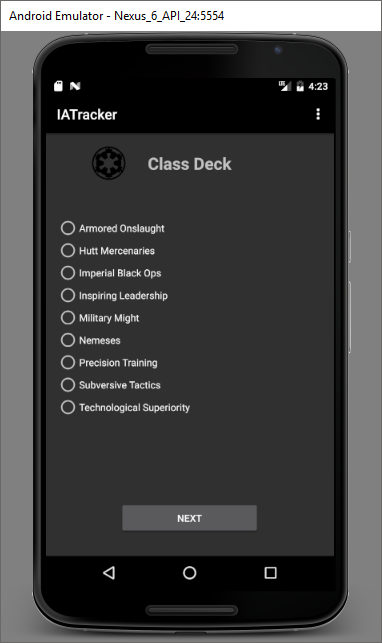 Android Emulator - Nexus_6_API_24:5554
LTE 4:23
IATracker
Class Deck
Armored Onslaught
Hutt Mercenaries
Imperial Black Ops
Inspiring Leadership
Military Might
Nemeses
Precision Training
Subversive Tactics
Technological Superiority
NEXT